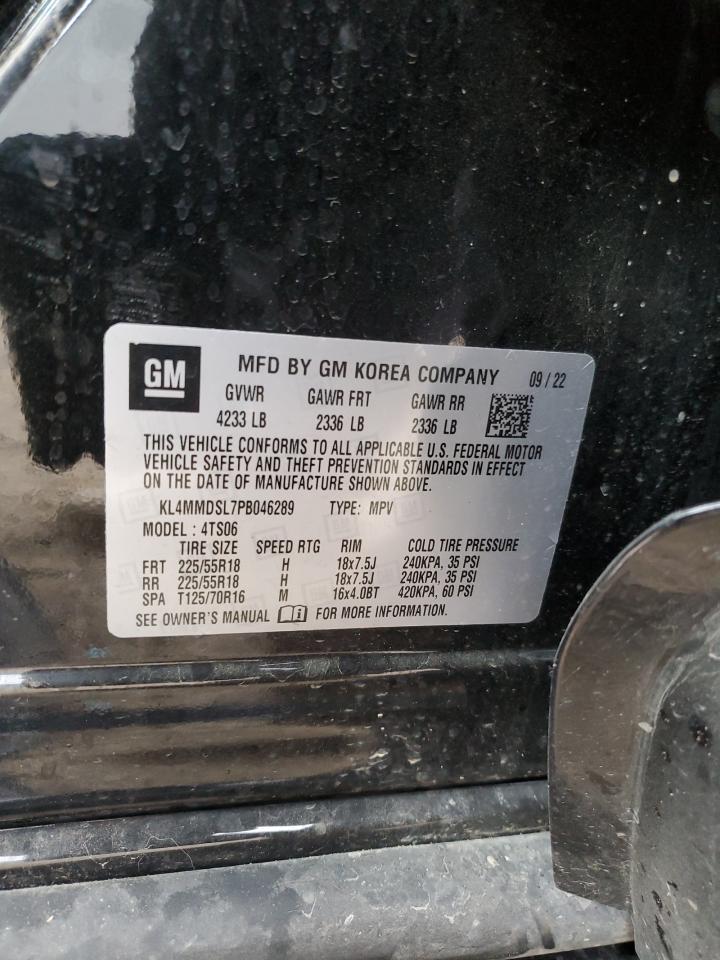 GM MFD BY GM KOREA COMPANY 09 / 22
GVWR GAWR FRT GAWR RR
4233 LB 2336 LB 2336 LB
THIS VEHICLE CONFORMS TO ALL APPLICABLE U.S. FEDERAL MOTOR
VEHICLE SAFETY AND THEFT PREVENTION STANDARDS IN EFFECT
ON THE DATE OF MANUFACTURE SHOWN ABOVE.
KL4MMDSL7PB046289 TYPE: MPV
MODEL : 4TS06
TIRE SIZE SPEED RTG RIM COLD TIRE PRESSURE
FRT 225/55R18 H 18x7.5J 240KPA, 35 PSI
RR 225/55R18 H 18x7.5J 240KPA, 35 PSI
SPA T125/70R16 M 16x4.0BT 420KPA, 60 PSI
SEE OWNER'S MANUAL FOR MORE INFORMATION.